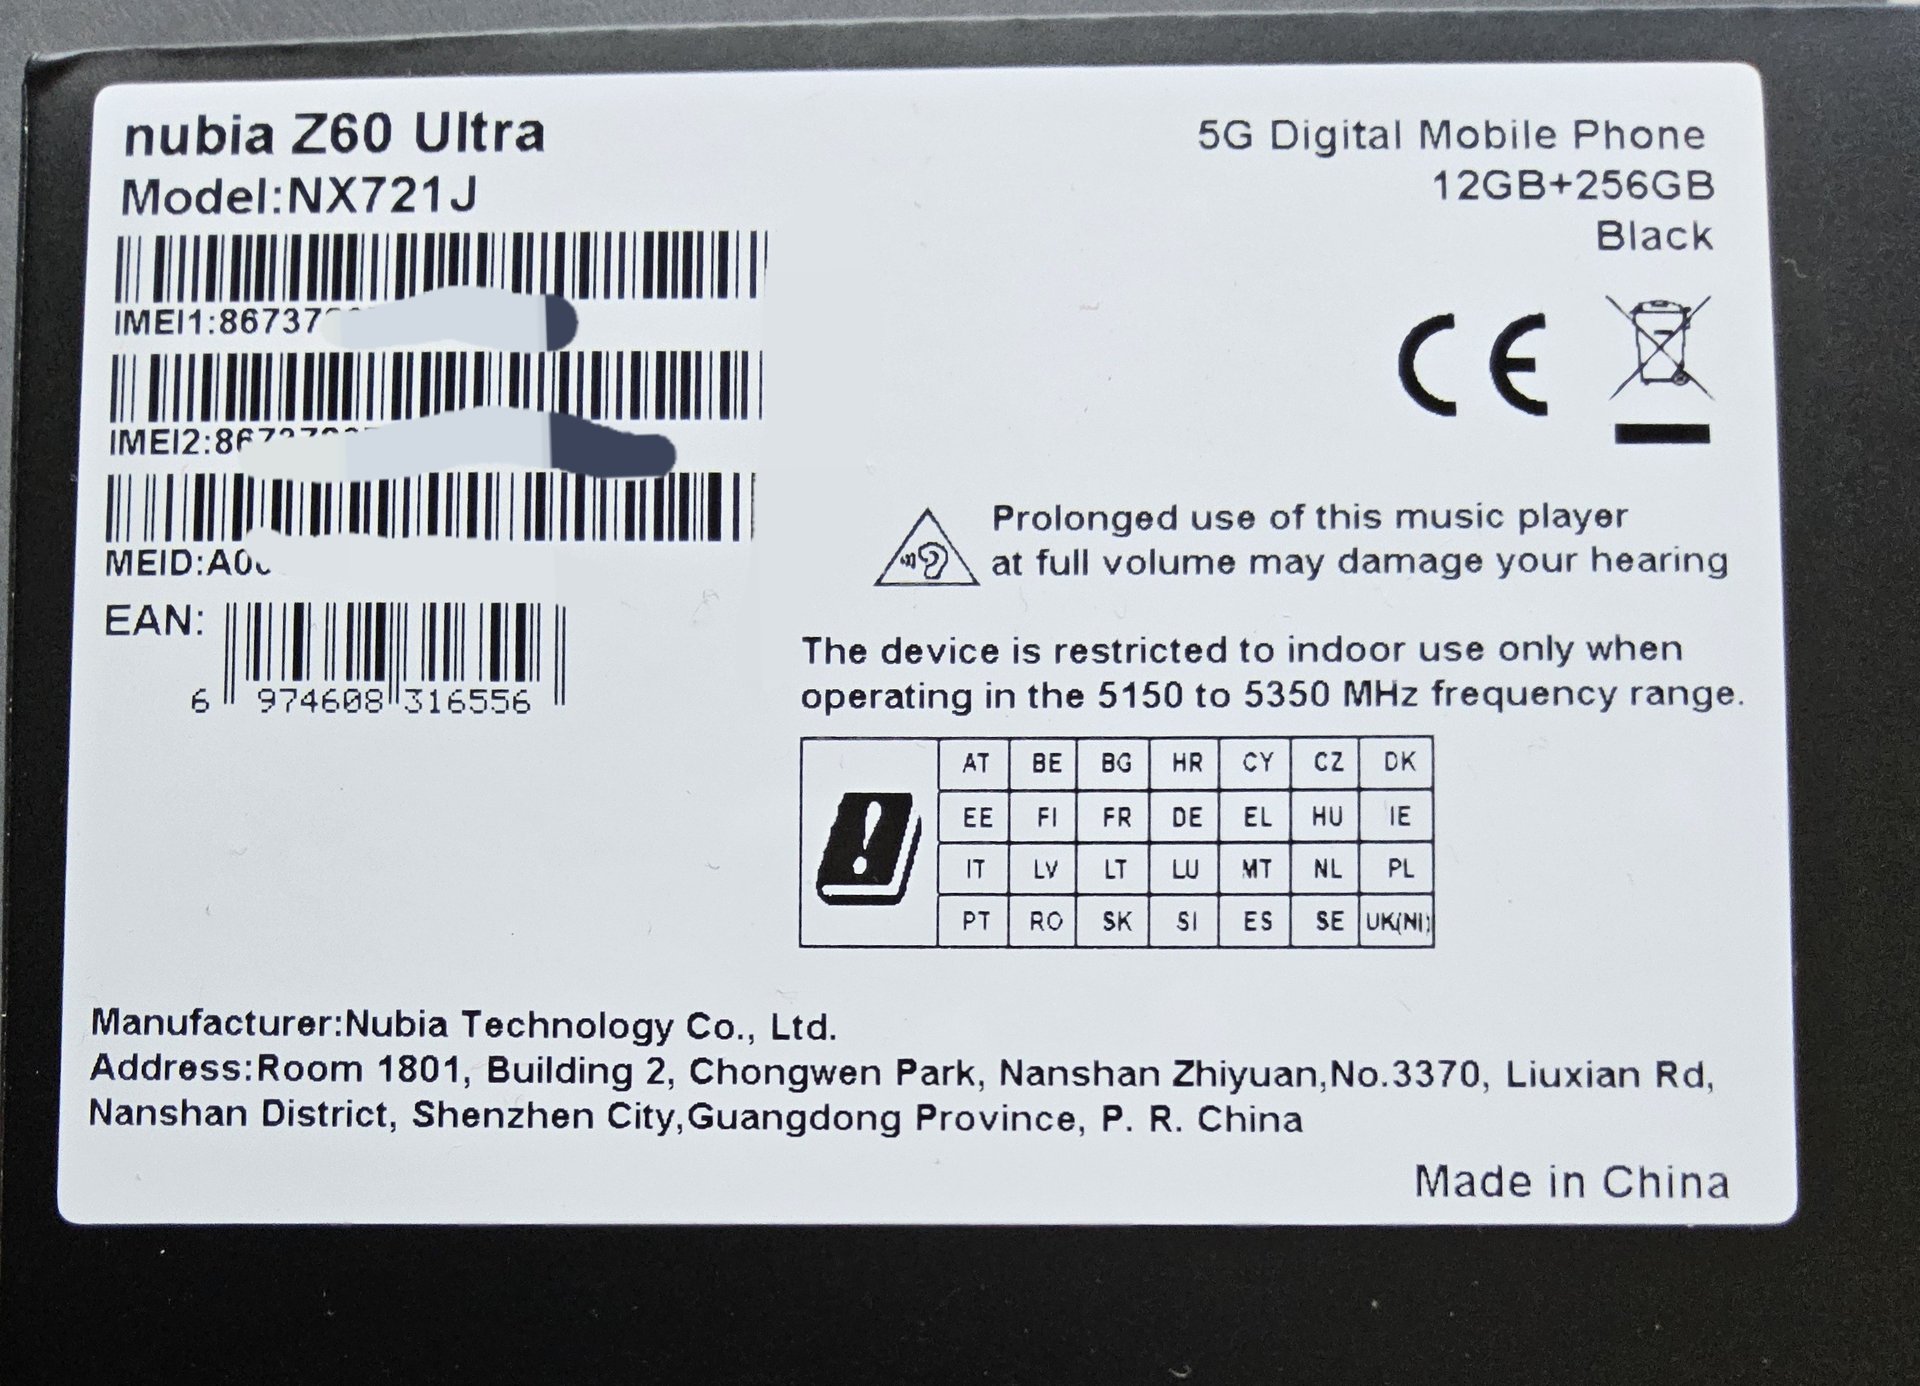 nubia Z60 Ultra
Model:NX721J
5G Digital Mobile Phone
12GB+256GB
Black
IMEI1:86737
IMEI2:86
MEID:A0
EAN:
6 974608 316556
CE
Prolonged use of this music player
at full volume may damage your hearing
The device is restricted to indoor use only when
operating in the 5150 to 5350 MHz frequency range.
AT BE BG HR CY CZ DK
EE FI FR DE EL HU IE
IT LV LT LU MT NL PL
PT RO SK SI ES SE UK(NI)
Manufacturer:Nubia Technology Co., Ltd.
Address:Room 1801, Building 2, Chongwen Park, Nanshan Zhiyuan,No.3370, Liuxian Rd,
Nanshan District, Shenzhen City,Guangdong Province, P. R. China
Made in China